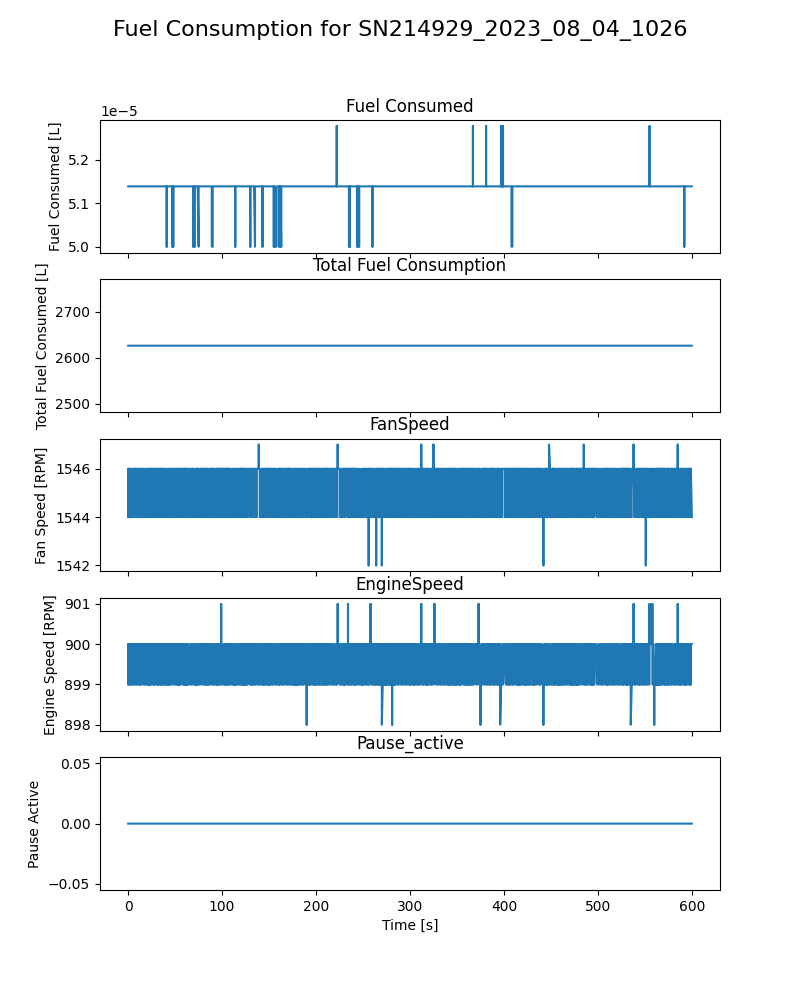 Fuel Consumption for SN214929_2023_08_04_1026
1e−5
Fuel Consumed
Fuel Consumed [L]
5.2
5.1
5.0
Total Fuel Consumption
Total Fuel Consumed [L]
2700
2600
2500
FanSpeed
Fan Speed [RPM]
1546
1544
1542
EngineSpeed
Engine Speed [RPM]
901
900
899
898
Pause_active
Pause Active
0.05
0.00
−0.05
0 100 200 300 400 500 600
Time [s]